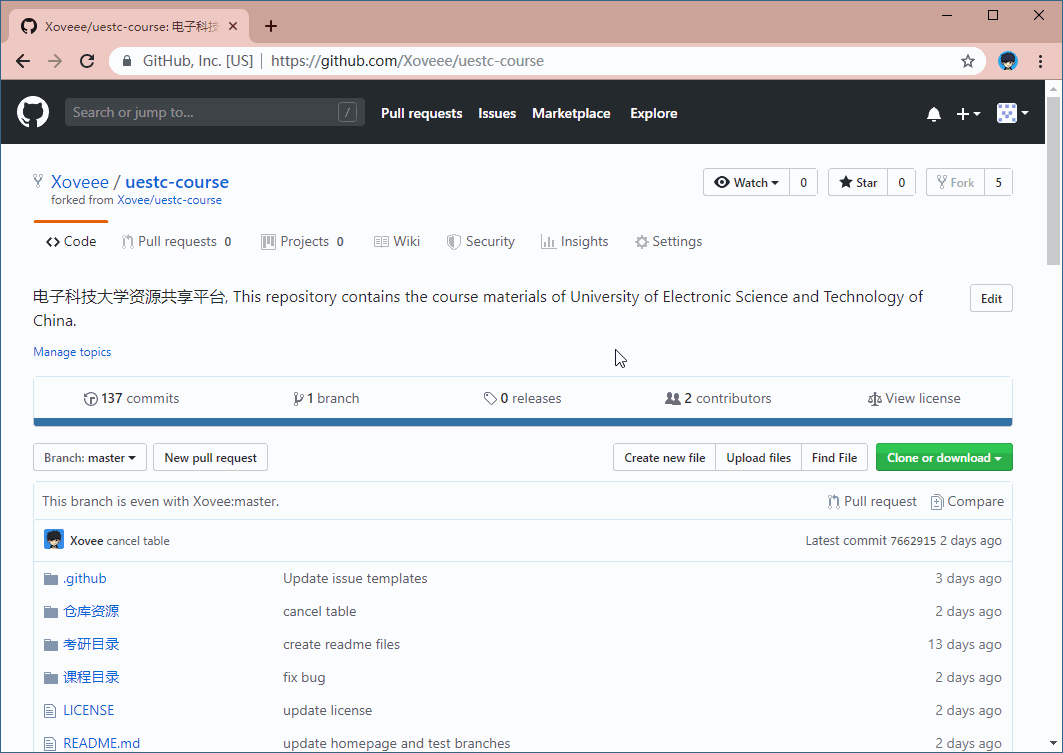 Xoveee/uestc-course: 电子科技
GitHub, Inc. [US] | https://github.com/Xoveee/uestc-course
Search or jump to... / Pull requests Issues Marketplace Explore
Xoveee / uestc-course Watch 0 Star 0 Fork 5
forked from Xovee/uestc-course
Code Pull requests 0 Projects 0 Wiki Security Insights Settings
电子科技大学资源共享平台, This repository contains the course materials of University of Electronic Science and Technology of Edit
China.
Manage topics
137 commits 1 branch 0 releases 2 contributors View license
Branch: master New pull request Create new file Upload files Find File Clone or download
This branch is even with Xovee:master. Pull request Compare
Xovee cancel table Latest commit 7662915 2 days ago
.github Update issue templates 3 days ago
仓库资源 cancel table 2 days ago
考研目录 create readme files 13 days ago
课程目录 fix bug 2 days ago
LICENSE update license 2 days ago
README.md update homepage and test branches 2 days ago